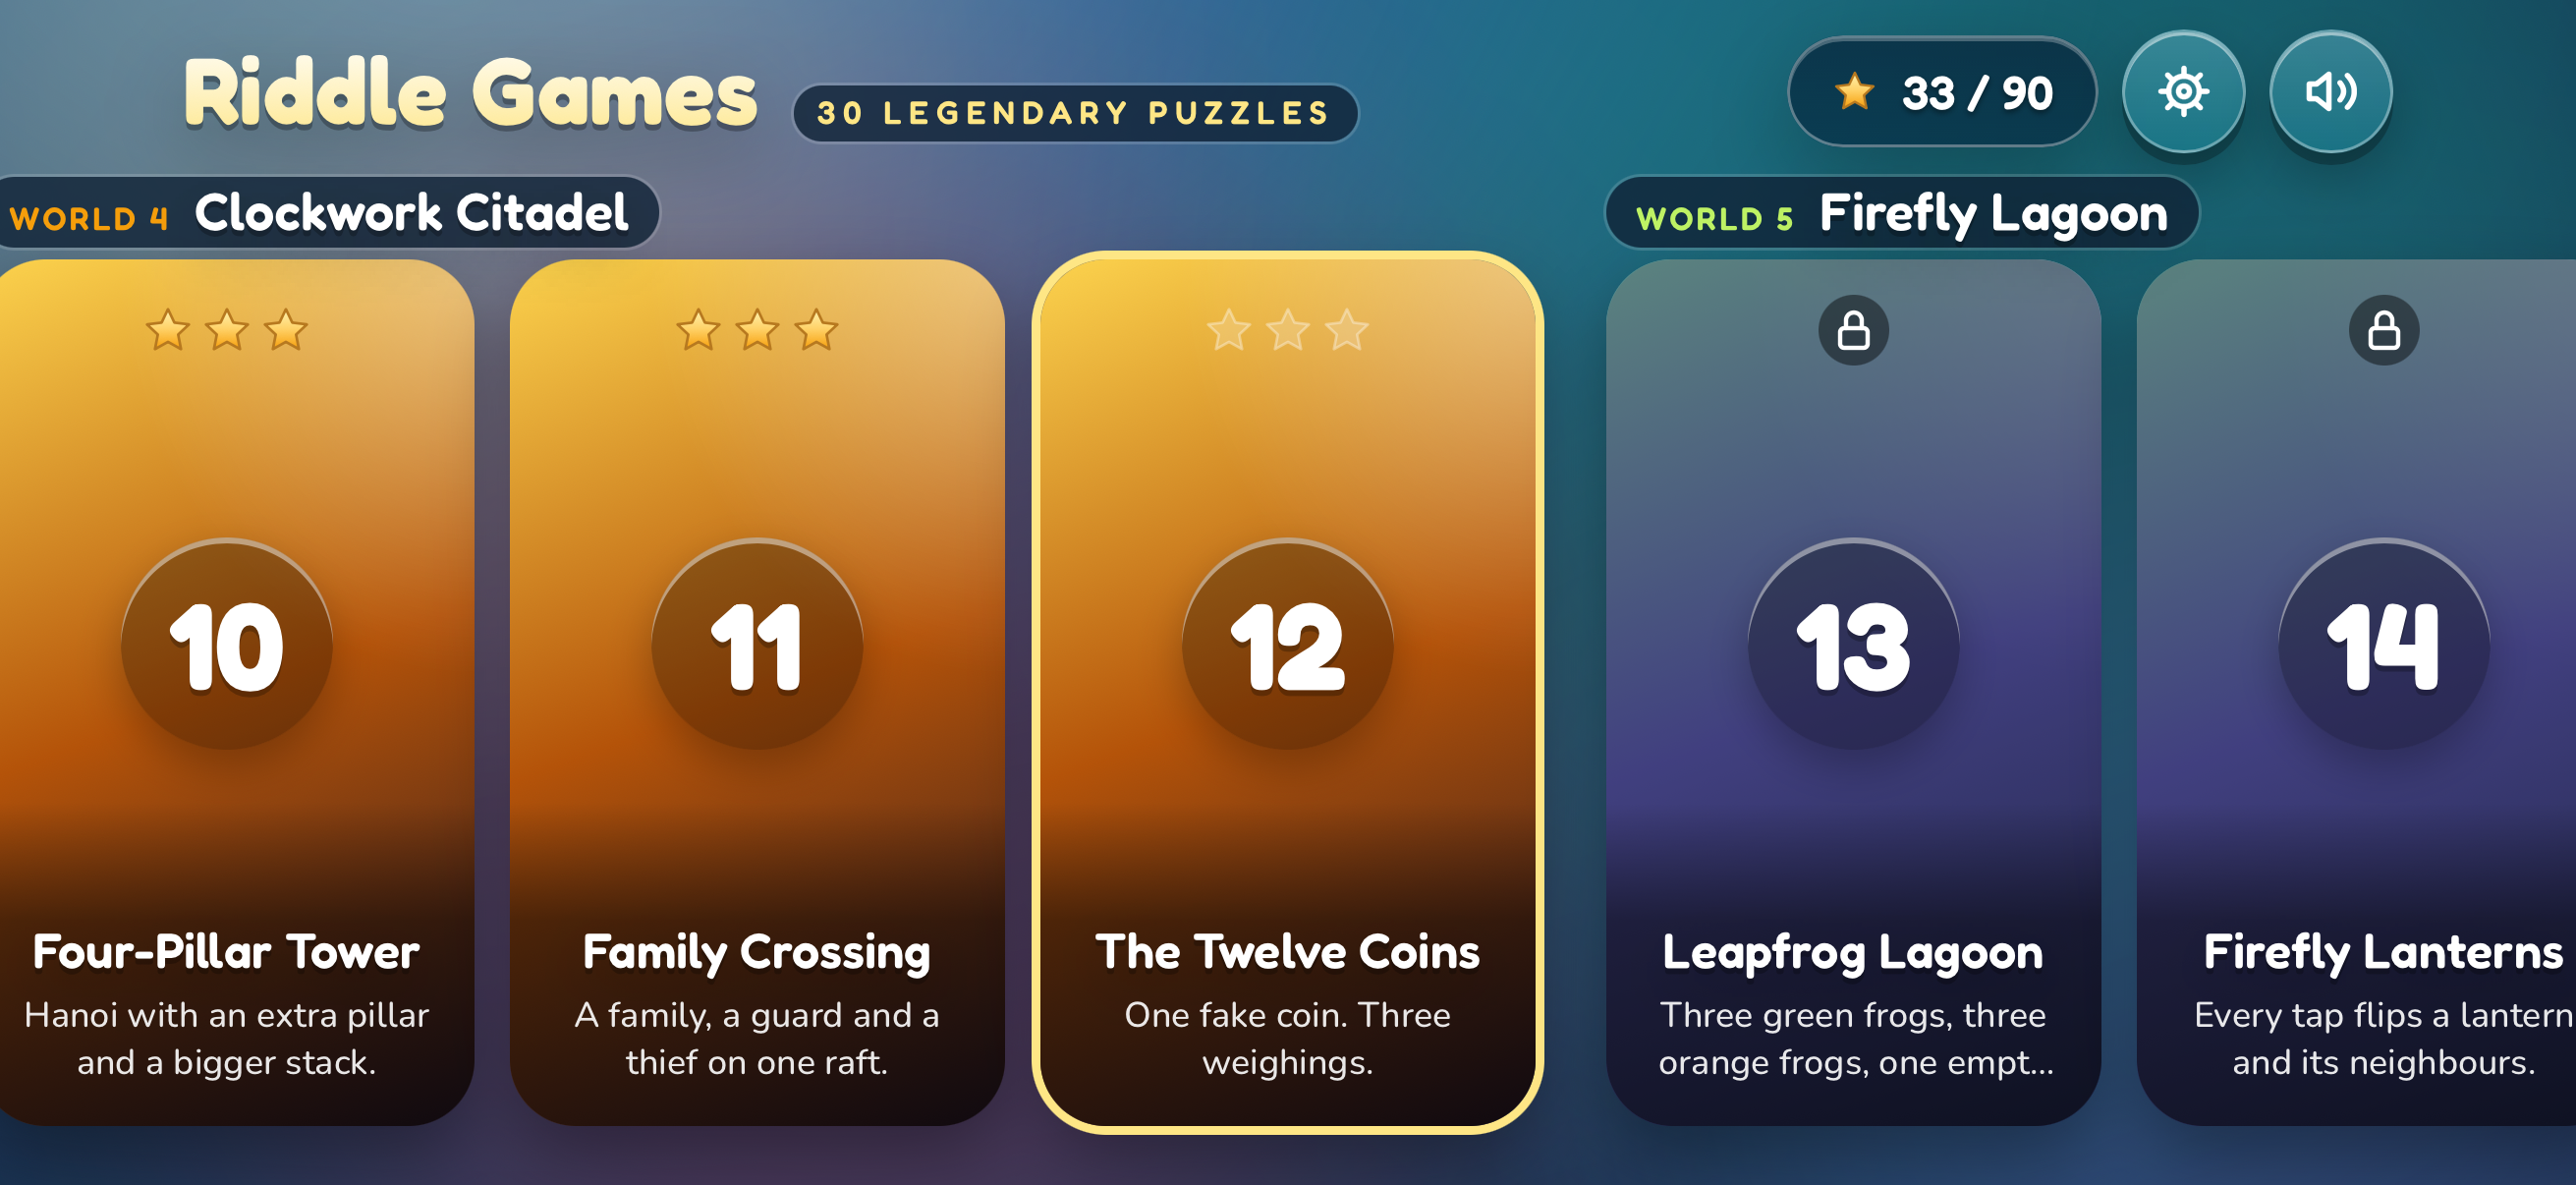 Riddle Games
30 LEGENDARY PUZZLES
33 / 90
WORLD 4 Clockwork Citadel
WORLD 5 Firefly Lagoon
10
Four-Pillar Tower
Hanoi with an extra pillar
and a bigger stack.
11
Family Crossing
A family, a guard and a
thief on one raft.
12
The Twelve Coins
One fake coin. Three
weighings.
13
Leapfrog Lagoon
Three green frogs, three
orange frogs, one empt...
14
Firefly Lanterns
Every tap flips a lantern
and its neighbours.